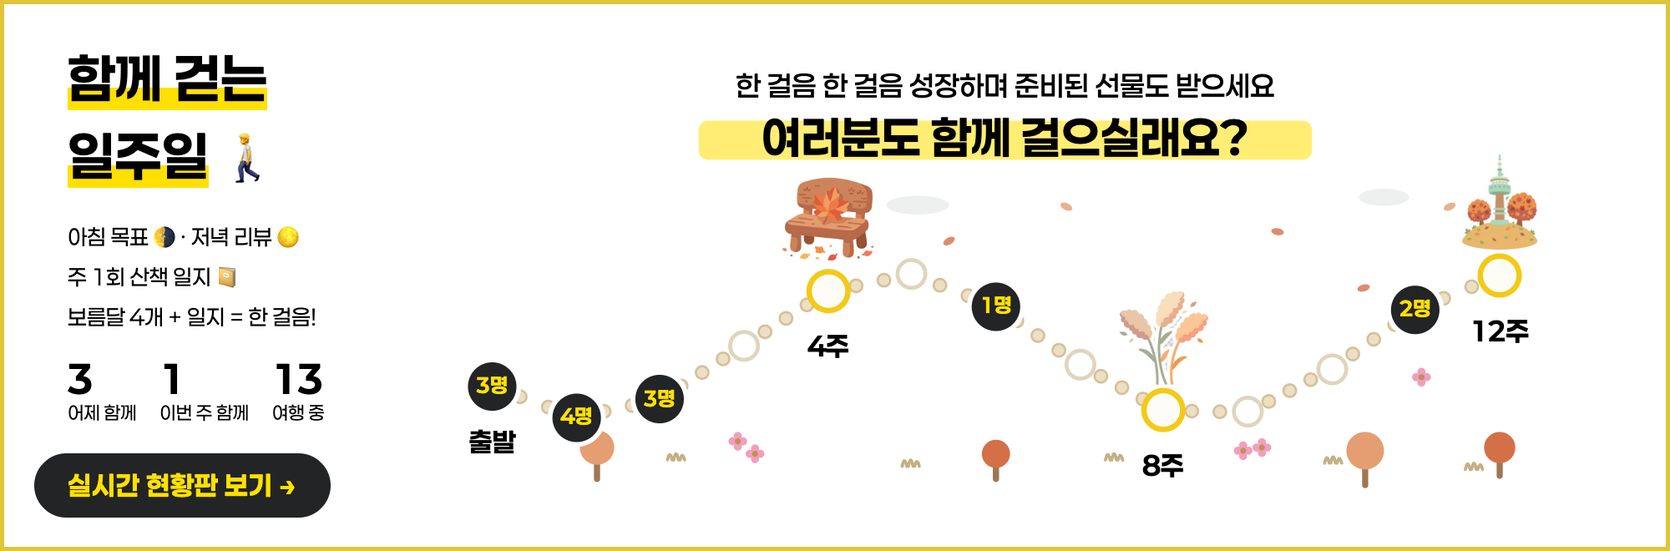 함께 걷는
일주일
아침 목표 🌗 · 저녁 리뷰 🌕
주 1회 산책 일지 📔
보름달 4개 + 일지 = 한 걸음!
3 1 13
어제 함께 이번 주 함께 여행 중
실시간 현황판 보기 →
한 걸음 한 걸음 성장하며 준비된 선물도 받으세요
여러분도 함께 걸으실래요?
3명
출발
4명
3명
4주
1명
8주
2명
12주